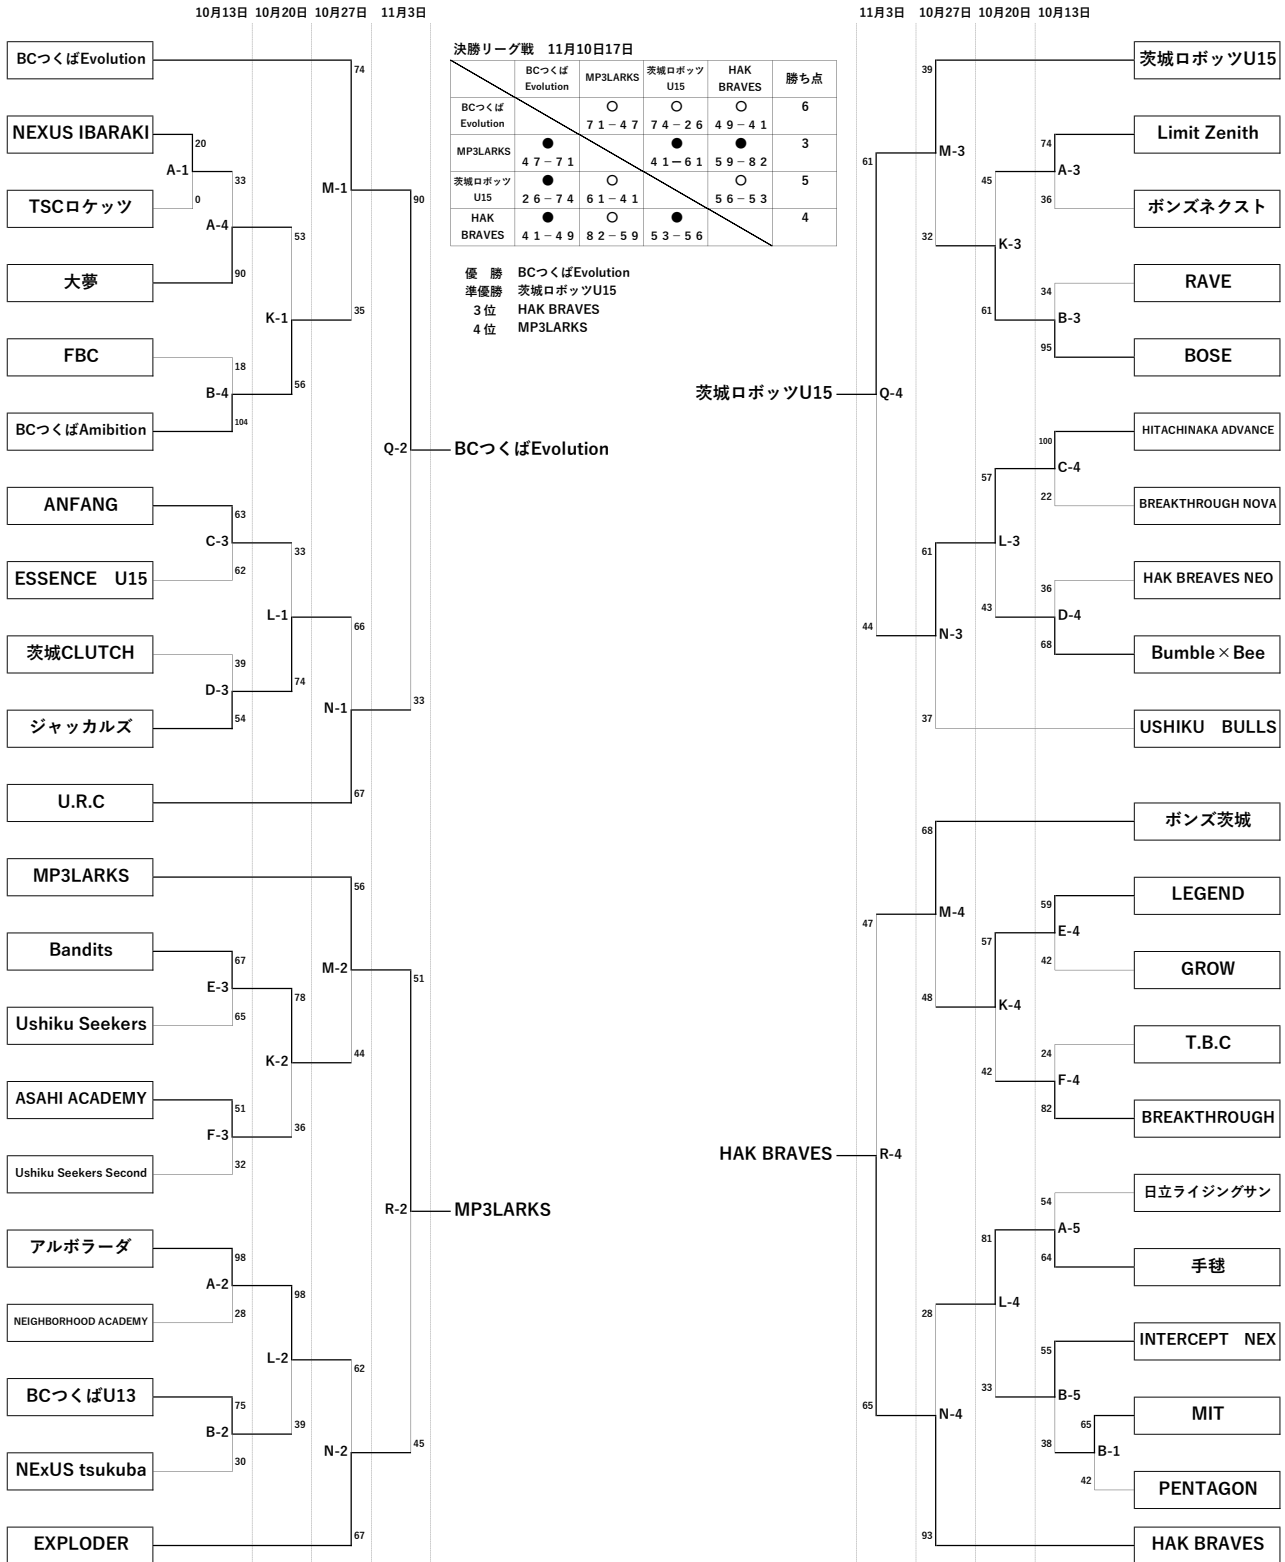 10月13日 10月20日 10月27日 11月3日
11月3日 10月27日 10月20日 10月13日
決勝リーグ戦　11月10日17日
BCつくば Evolution MP3LARKS 茨城ロボッツ U15 HAK BRAVES 勝ち点
BCつくば Evolution ○ ○ ○ 6
７１－４７ ７４－２６ ４９－４１
MP3LARKS ● ● ● 3
４７－７１ ４１ー６１ ５９－８２
茨城ロボッツ U15 ● ○ ○ 5
２６－７４ ６１－４１ ５６－５３
HAK BRAVES ● ○ ● 4
４１－４９ ８２－５９ ５３－５６
優　勝 BCつくばEvolution
準優勝 茨城ロボッツU15
３位 HAK BRAVES
４位 MP3LARKS
BCつくばEvolution
74
NEXUS IBARAKI
20
A-1
33
M-1
90
TSCロケッツ
0
A-4
53
大夢
90
K-1
35
FBC
18
B-4
56
BCつくばAmibition
104
Q-2
BCつくばEvolution
ANFANG
63
C-3
33
ESSENCE　U15
62
L-1
66
茨城CLUTCH
39
D-3
74
ジャッカルズ
54
N-1
33
U.R.C
67
MP3LARKS
56
Bandits
67
M-2
51
E-3
78
Ushiku Seekers
65
K-2
44
ASAHI ACADEMY
51
F-3
36
Ushiku Seekers Second
32
R-2
MP3LARKS
アルボラーダ
98
A-2
98
NEIGHBORHOOD ACADEMY
28
L-2
62
BCつくばU13
75
B-2
39
N-2
45
NExUS tsukuba
30
EXPLODER
67
茨城ロボッツU15
39
Limit Zenith
74
M-3
61
A-3
45
ボンズネクスト
36
K-3
32
RAVE
34
B-3
61
BOSE
95
茨城ロボッツU15
Q-4
HITACHINAKA ADVANCE
100
C-4
57
BREAKTHROUGH NOVA
22
L-3
61
HAK BREAVES NEO
36
D-4
43
N-3
44
Bumble×Bee
68
USHIKU　BULLS
37
ボンズ茨城
68
LEGEND
59
M-4
47
E-4
57
GROW
42
K-4
48
T.B.C
24
F-4
42
BREAKTHROUGH
82
HAK BRAVES
R-4
日立ライジングサン
54
A-5
81
手毬
64
L-4
28
INTERCEPT　NEX
55
B-5
33
MIT
65
N-4
65
B-1
38
PENTAGON
42
HAK BRAVES
93